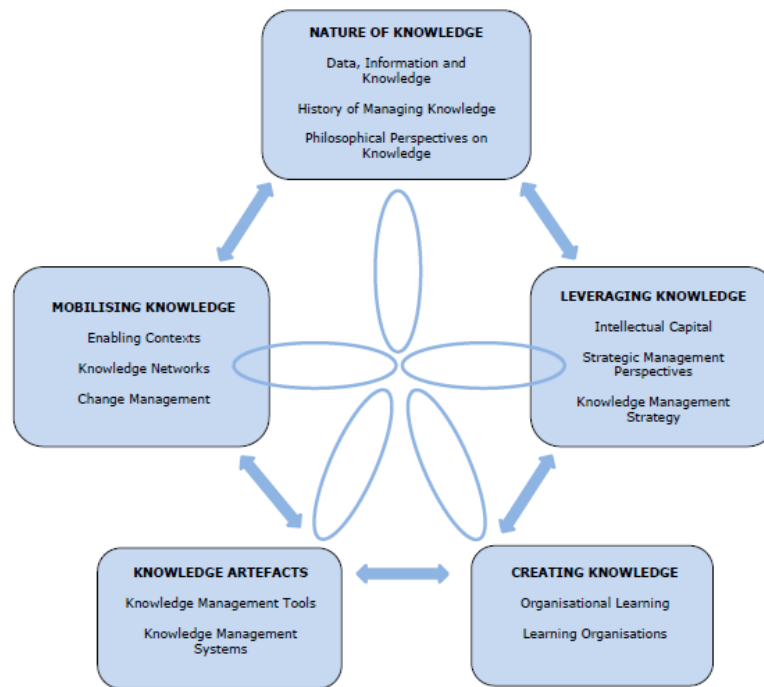 NATURE OF KNOWLEDGE
Data, Information and
Knowledge
History of Managing Knowledge
Philosophical Perspectives on
Knowledge
MOBILISING KNOWLEDGE
Enabling Contexts
Knowledge Networks
Change Management
LEVERAGING KNOWLEDGE
Intellectual Capital
Strategic Management
Perspectives
Knowledge Management
Strategy
KNOWLEDGE ARTEFACTS
Knowledge Management Tools
Knowledge Management
Systems
CREATING KNOWLEDGE
Organisational Learning
Learning Organisations